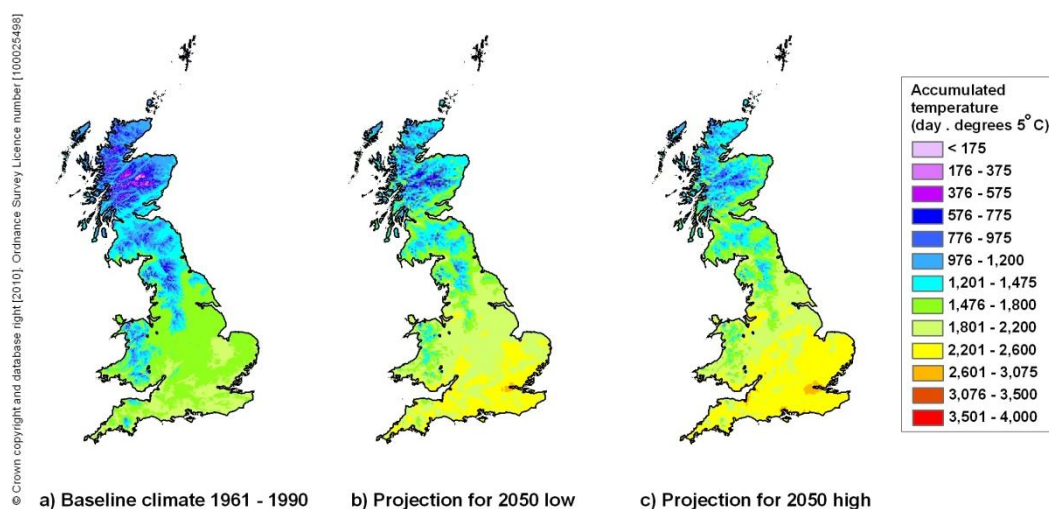 © Crown copyright and database right [2010]. Ordnance Survey Licence number [100025498]
Accumulated
temperature
(day . degrees 5°C)
< 175
176 - 375
376 - 575
576 - 775
776 - 975
976 - 1,200
1,201 - 1,475
1,476 - 1,800
1,801 - 2,200
2,201 - 2,600
2,601 - 3,075
3,076 - 3,500
3,501 - 4,000
a) Baseline climate 1961 - 1990
b) Projection for 2050 low
c) Projection for 2050 high